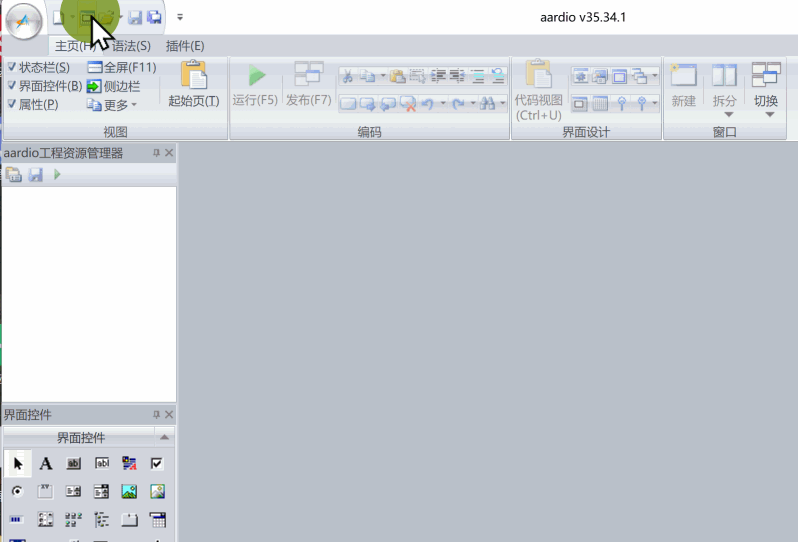 aardio v35.34.1
主页(H) 语法(S) 插件(E)
状态栏(S) 全屏(F11)
界面控件(B) 侧边栏
属性(P) 更多
起始页(T)
视图
运行(F5) 发布(F7)
编码
代码视图
(Ctrl+U)
界面设计
新建 拆分 切换
窗口
aardio工程资源管理器
界面控件
界面控件